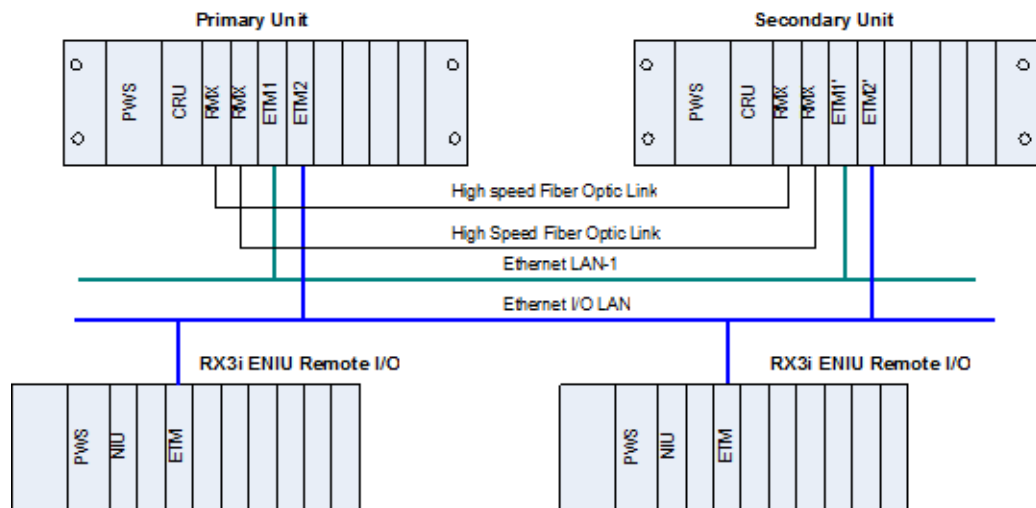 Primary Unit
Secondary Unit
PWS
CRU
RMX
RMX
ETM1
ETM2
PWS
CRU
RMX
RMX
ETM1'
ETM2'
High speed Fiber Optic Link
High Speed Fiber Optic Link
Ethernet LAN-1
Ethernet I/O LAN
RX3i ENIU Remote I/O
RX3i ENIU Remote I/O
PWS
NIU
ETM
PWS
NIU
ETM